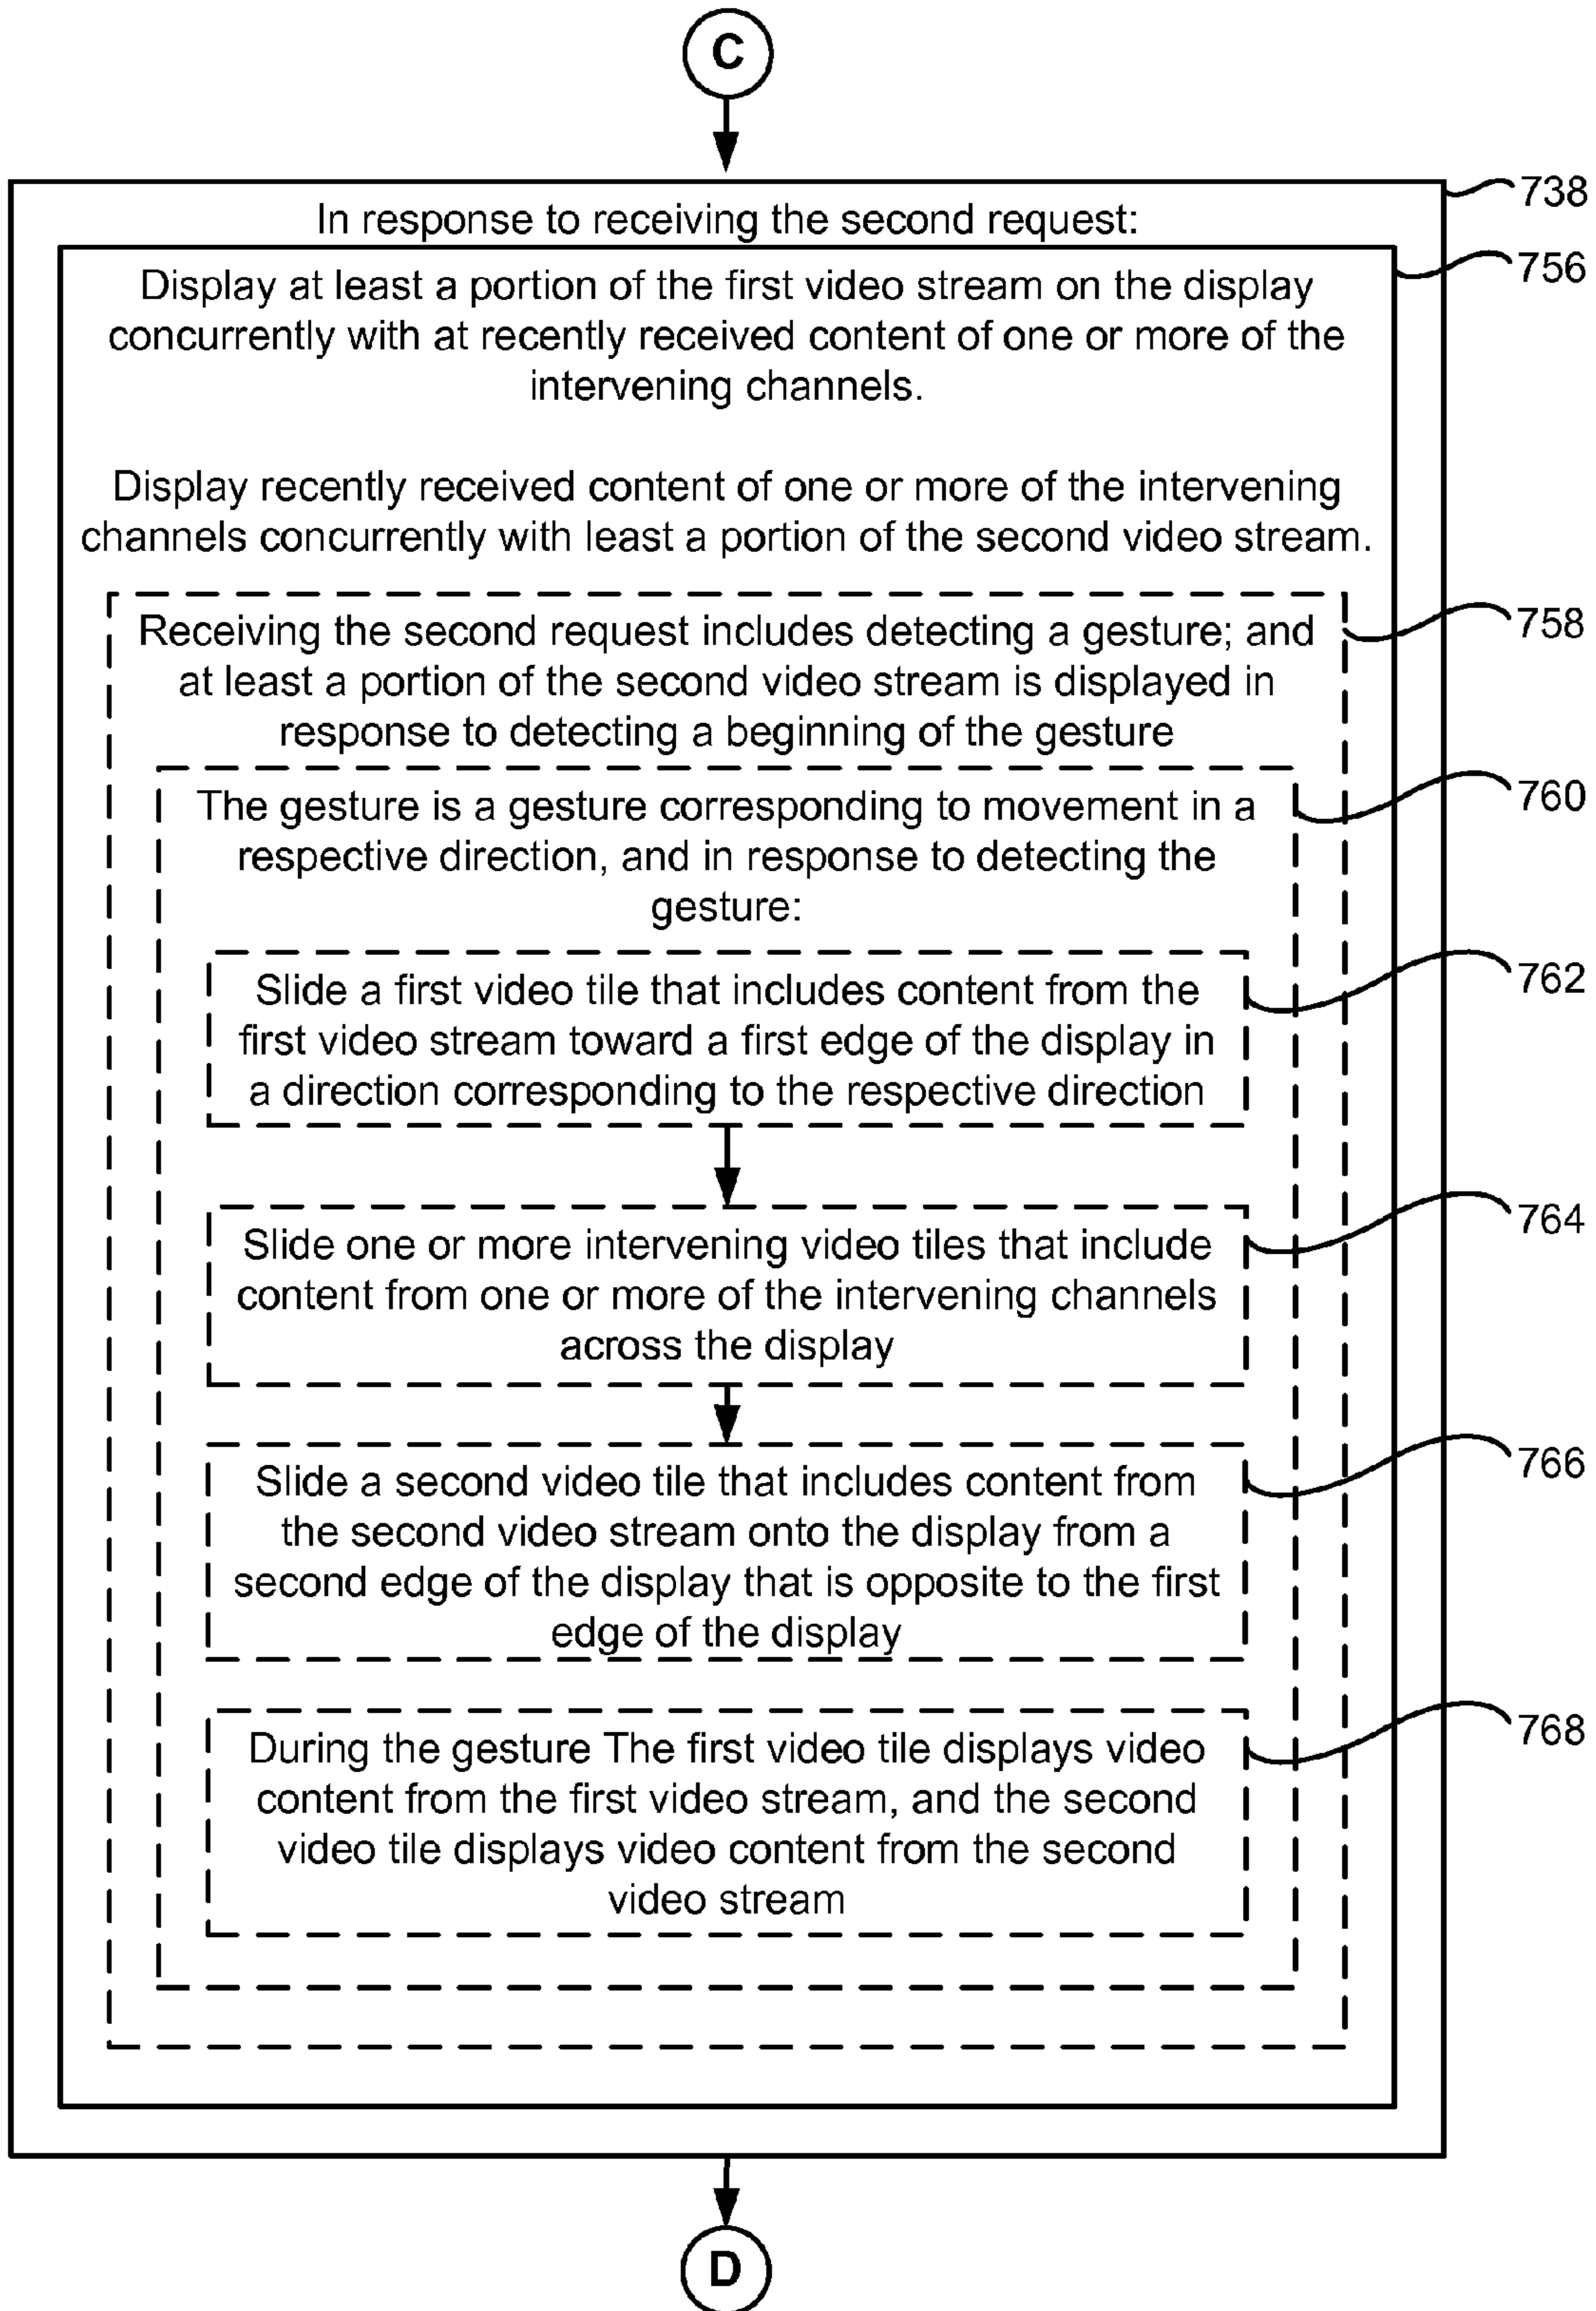 C
738
In response to receiving the second request:
756
Display at least a portion of the first video stream on the display
concurrently with at recently received content of one or more of the
intervening channels.
Display recently received content of one or more of the intervening
channels concurrently with least a portion of the second video stream.
758
Receiving the second request includes detecting a gesture; and
at least a portion of the second video stream is displayed in
response to detecting a beginning of the gesture
760
The gesture is a gesture corresponding to movement in a
respective direction, and in response to detecting the
gesture:
762
Slide a first video tile that includes content from the
first video stream toward a first edge of the display in
a direction corresponding to the respective direction
764
Slide one or more intervening video tiles that include
content from one or more of the intervening channels
across the display
766
Slide a second video tile that includes content from
the second video stream onto the display from a
second edge of the display that is opposite to the first
edge of the display
768
During the gesture The first video tile displays video
content from the first video stream, and the second
video tile displays video content from the second
video stream
D